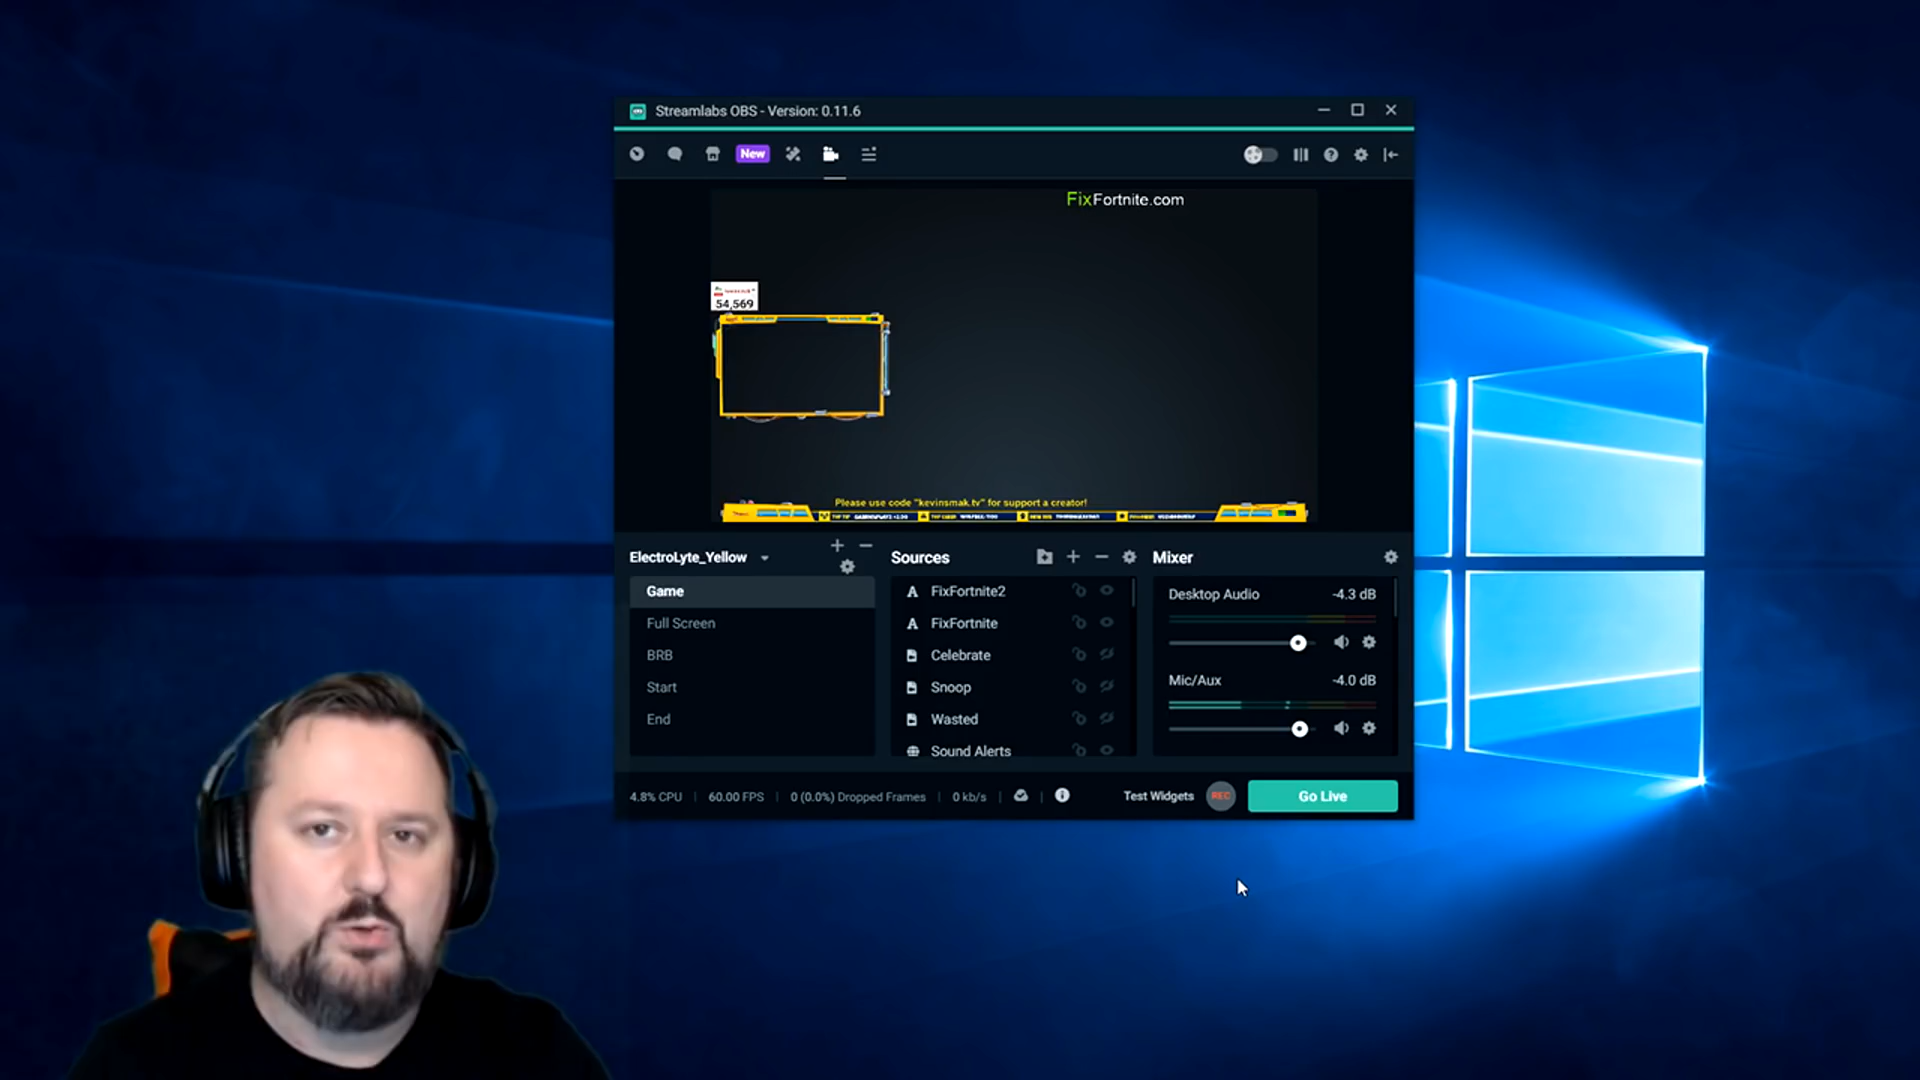 Streamlabs OBS - Version: 0.11.6
New
FixFortnite.com
54,569
Please use code "kevinsmak.tv" for support a creator!
ElectroLyte_Yellow
Game
Full Screen
BRB
Start
End
Sources
FixFortnite2
FixFortnite
Celebrate
Snoop
Wasted
Sound Alerts
Mixer
Desktop Audio -4.3 dB
Mic/Aux -4.0 dB
4.8% CPU | 60.00 FPS | 0 (0.0%) Dropped Frames | 0 kb/s | |
Test Widgets REC Go Live